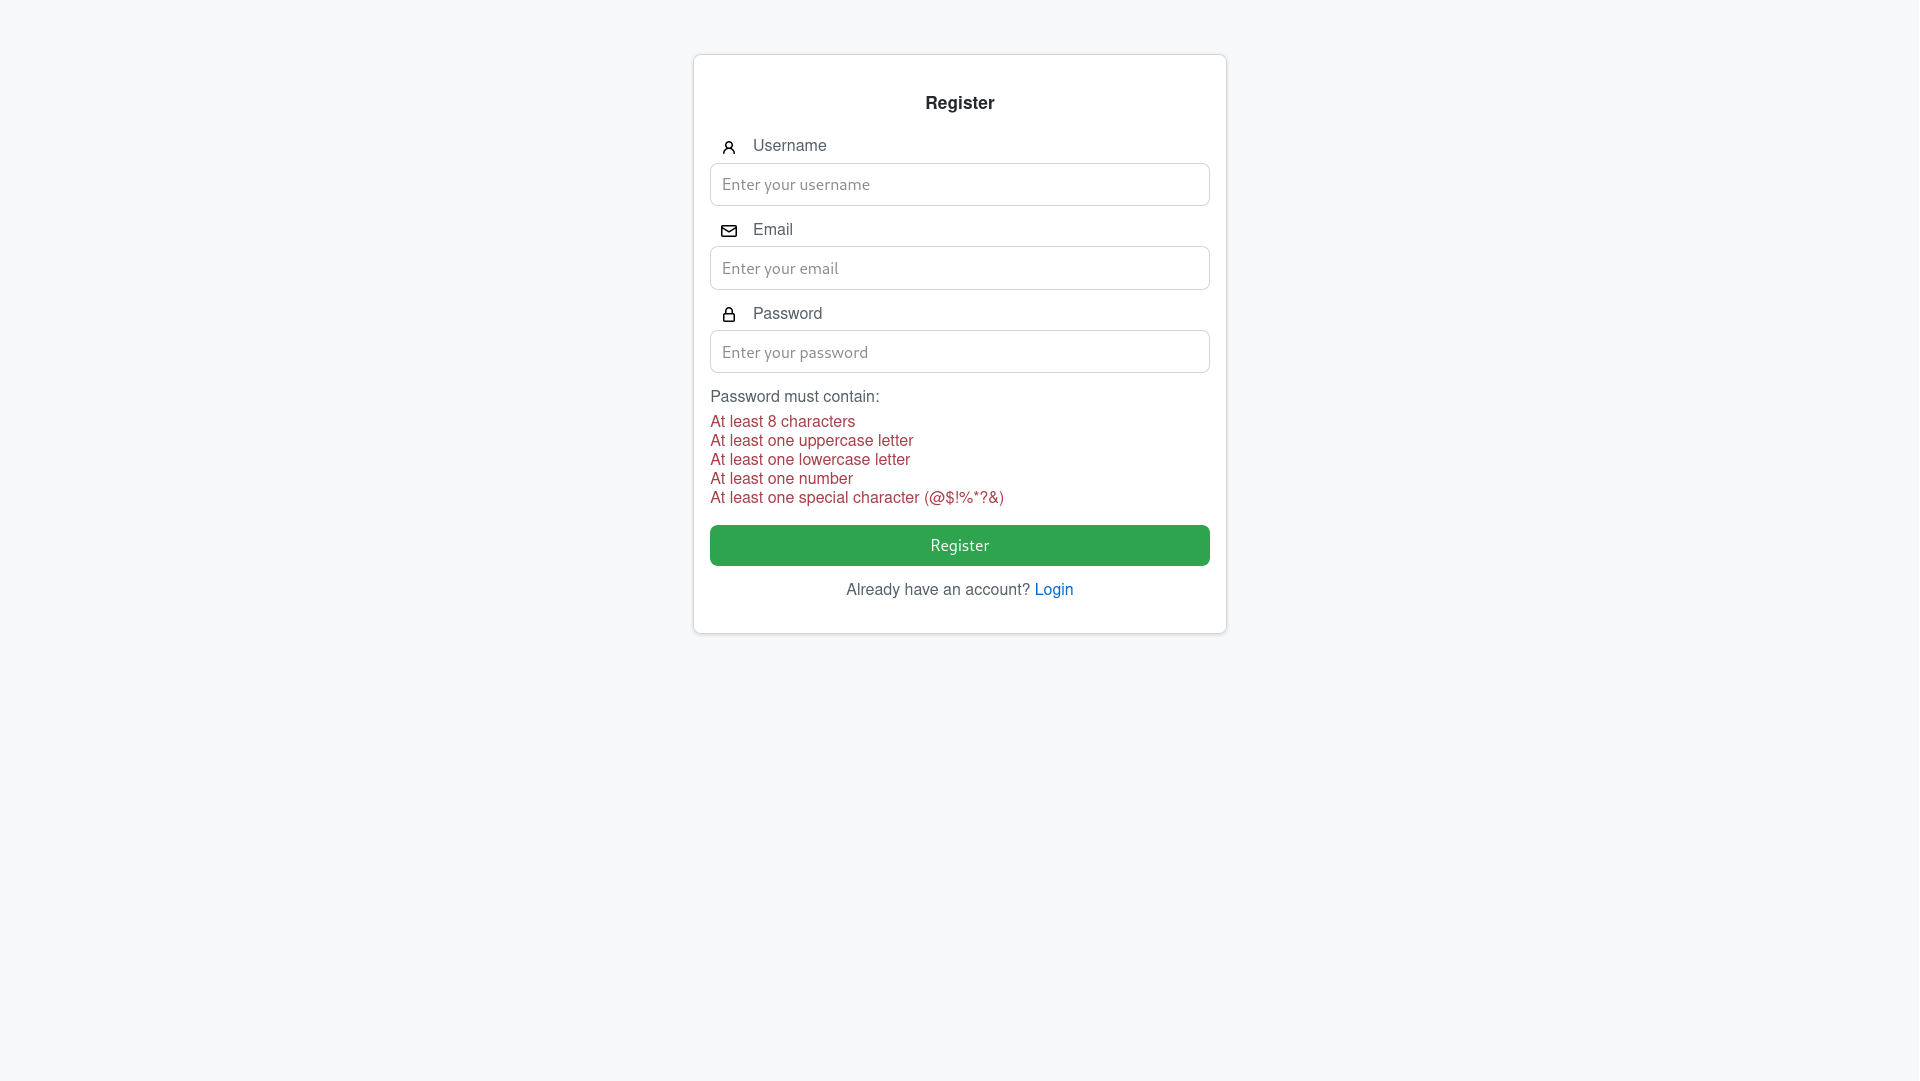 Register
Username
Enter your username
Email
Enter your email
Password
Enter your password
Password must contain:
At least 8 characters
At least one uppercase letter
At least one lowercase letter
At least one number
At least one special character (@$!%*?&)
Register
Already have an account? Login